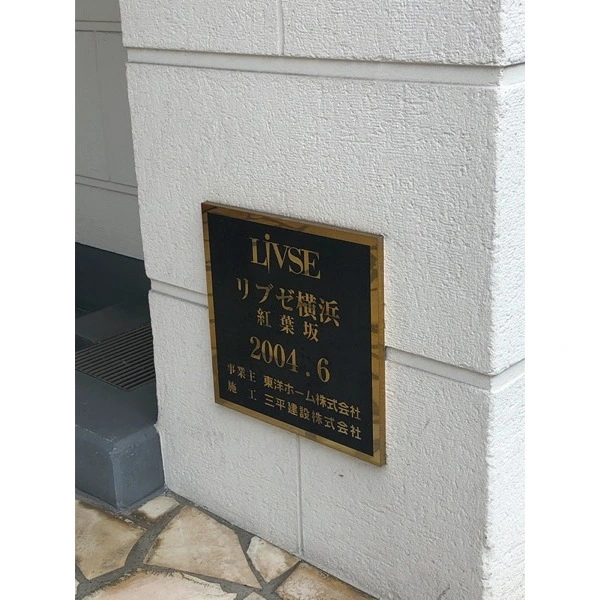 LiVSE
リブゼ横浜
紅葉坂
2004.6
事業主 東洋ホーム株式会社
施工 三平建設株式会社